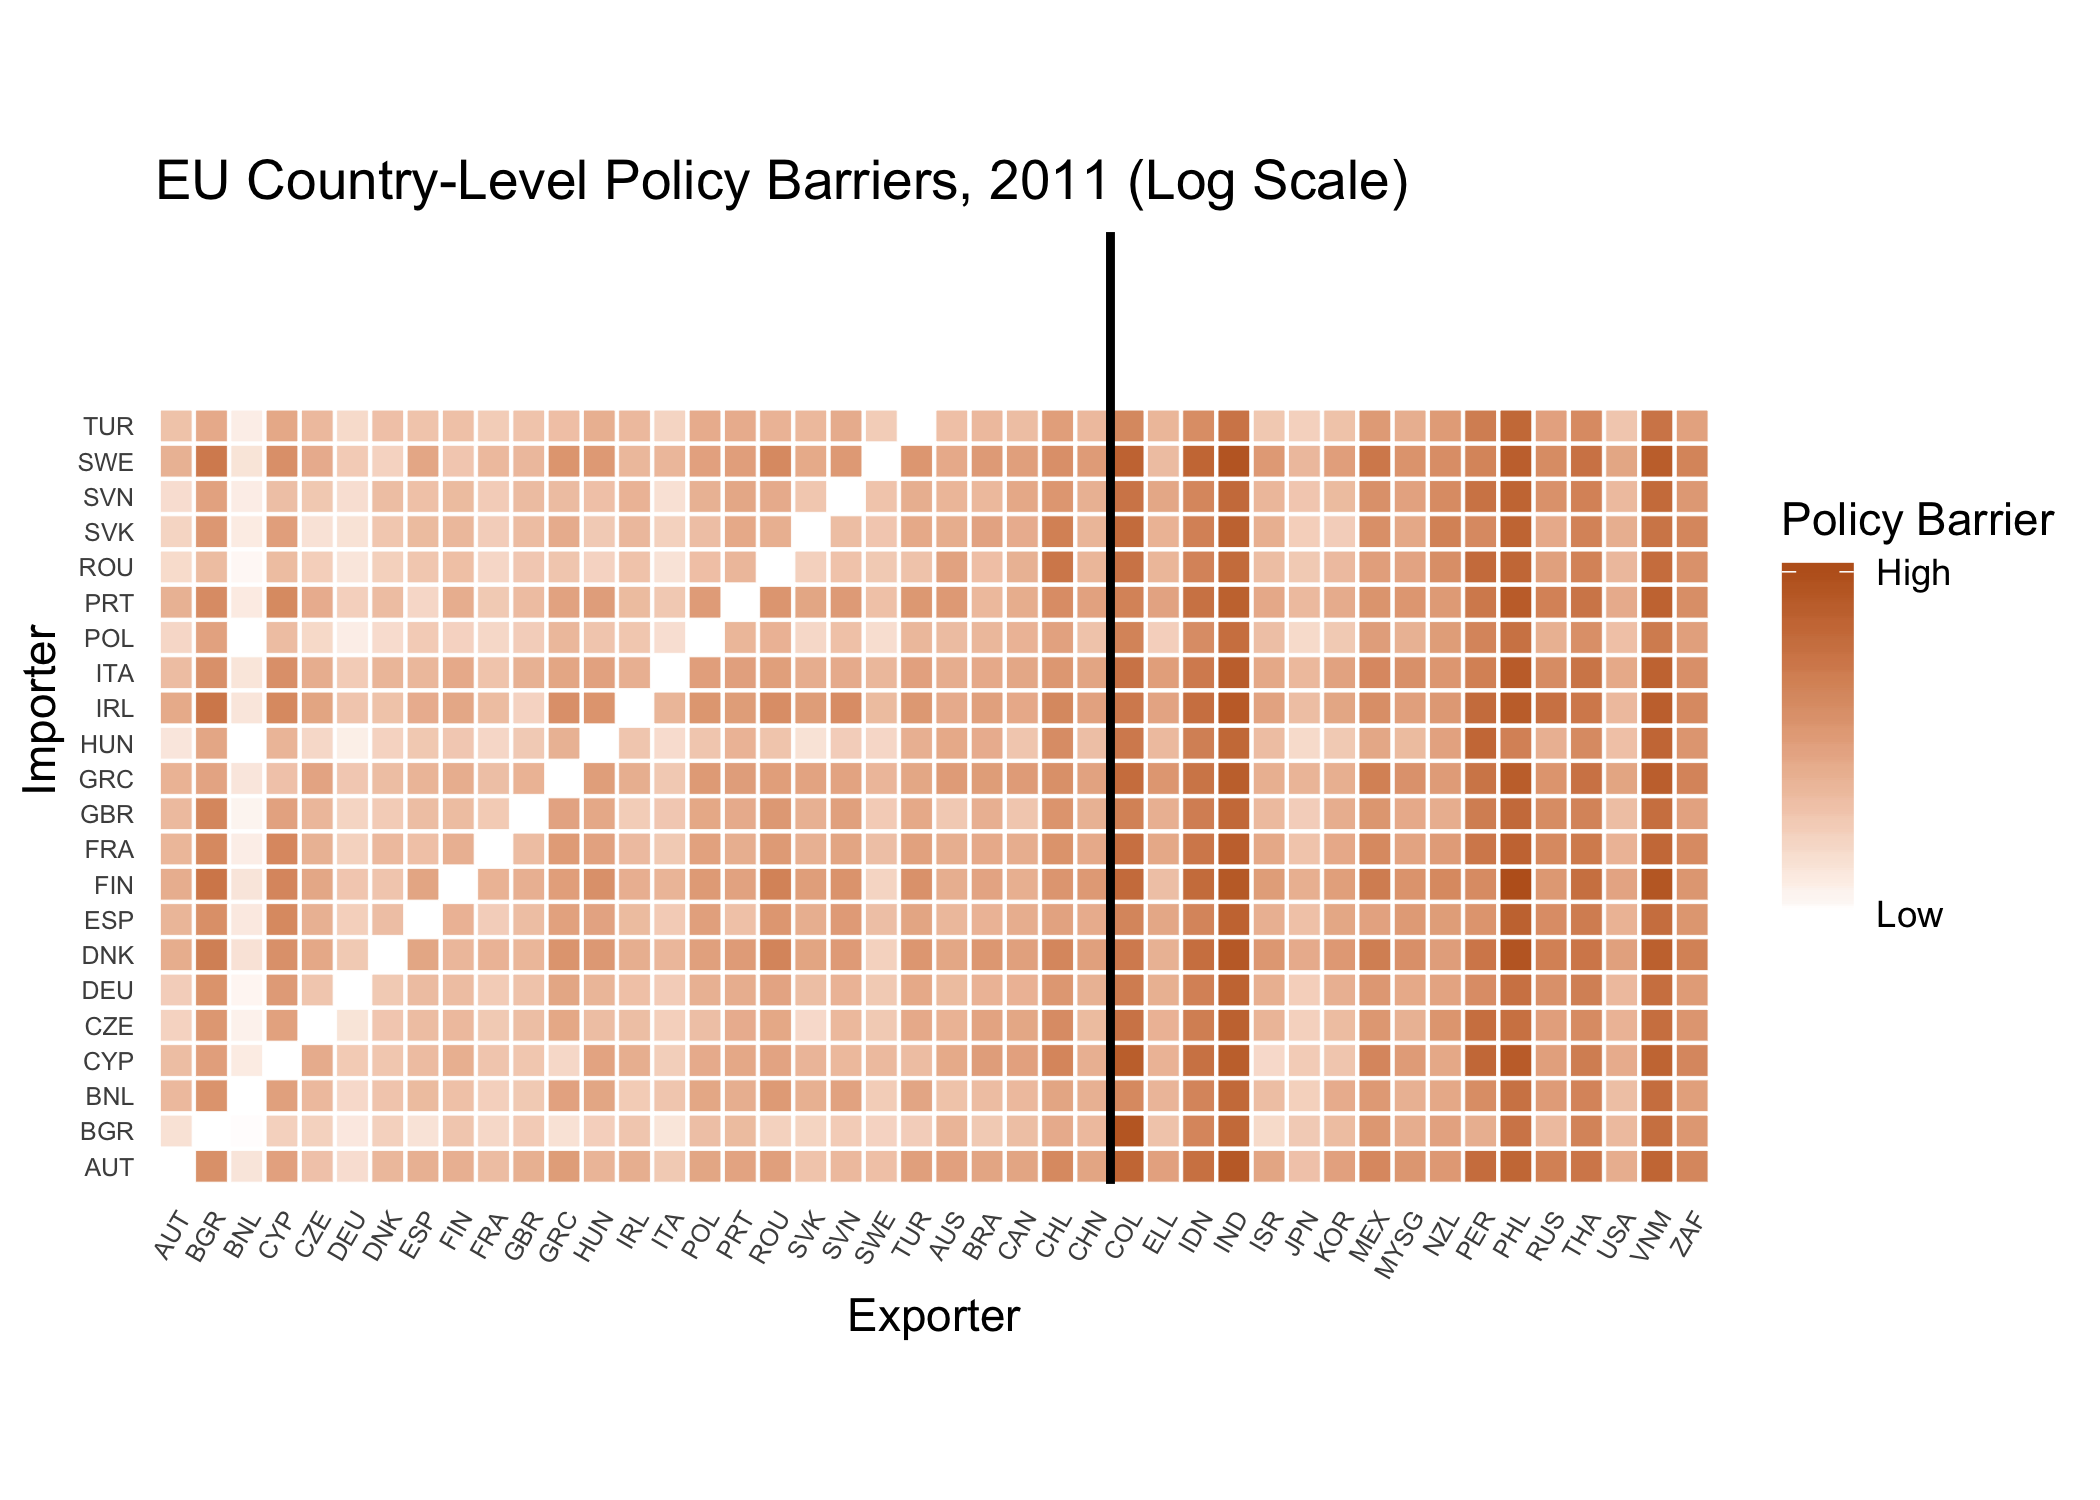 EU Country-Level Policy Barriers, 2011 (Log Scale)
Importer
TUR
SWE
SVN
SVK
ROU
PRT
POL
ITA
IRL
HUN
GRC
GBR
FRA
FIN
ESP
DNK
DEU
CZE
CYP
BNL
BGR
AUT
AUT
BGR
BNL
CYP
CZE
DEU
DNK
ESP
FIN
FRA
GBR
GRC
HUN
IRL
ITA
POL
PRT
ROU
SVK
SVN
SWE
TUR
AUS
BRA
CAN
CHL
CHN
COL
ELL
IDN
IND
ISR
JPN
KOR
MEX
MYSG
NZL
PER
PHL
RUS
THA
USA
VNM
ZAF
Exporter
Policy Barrier
High
Low